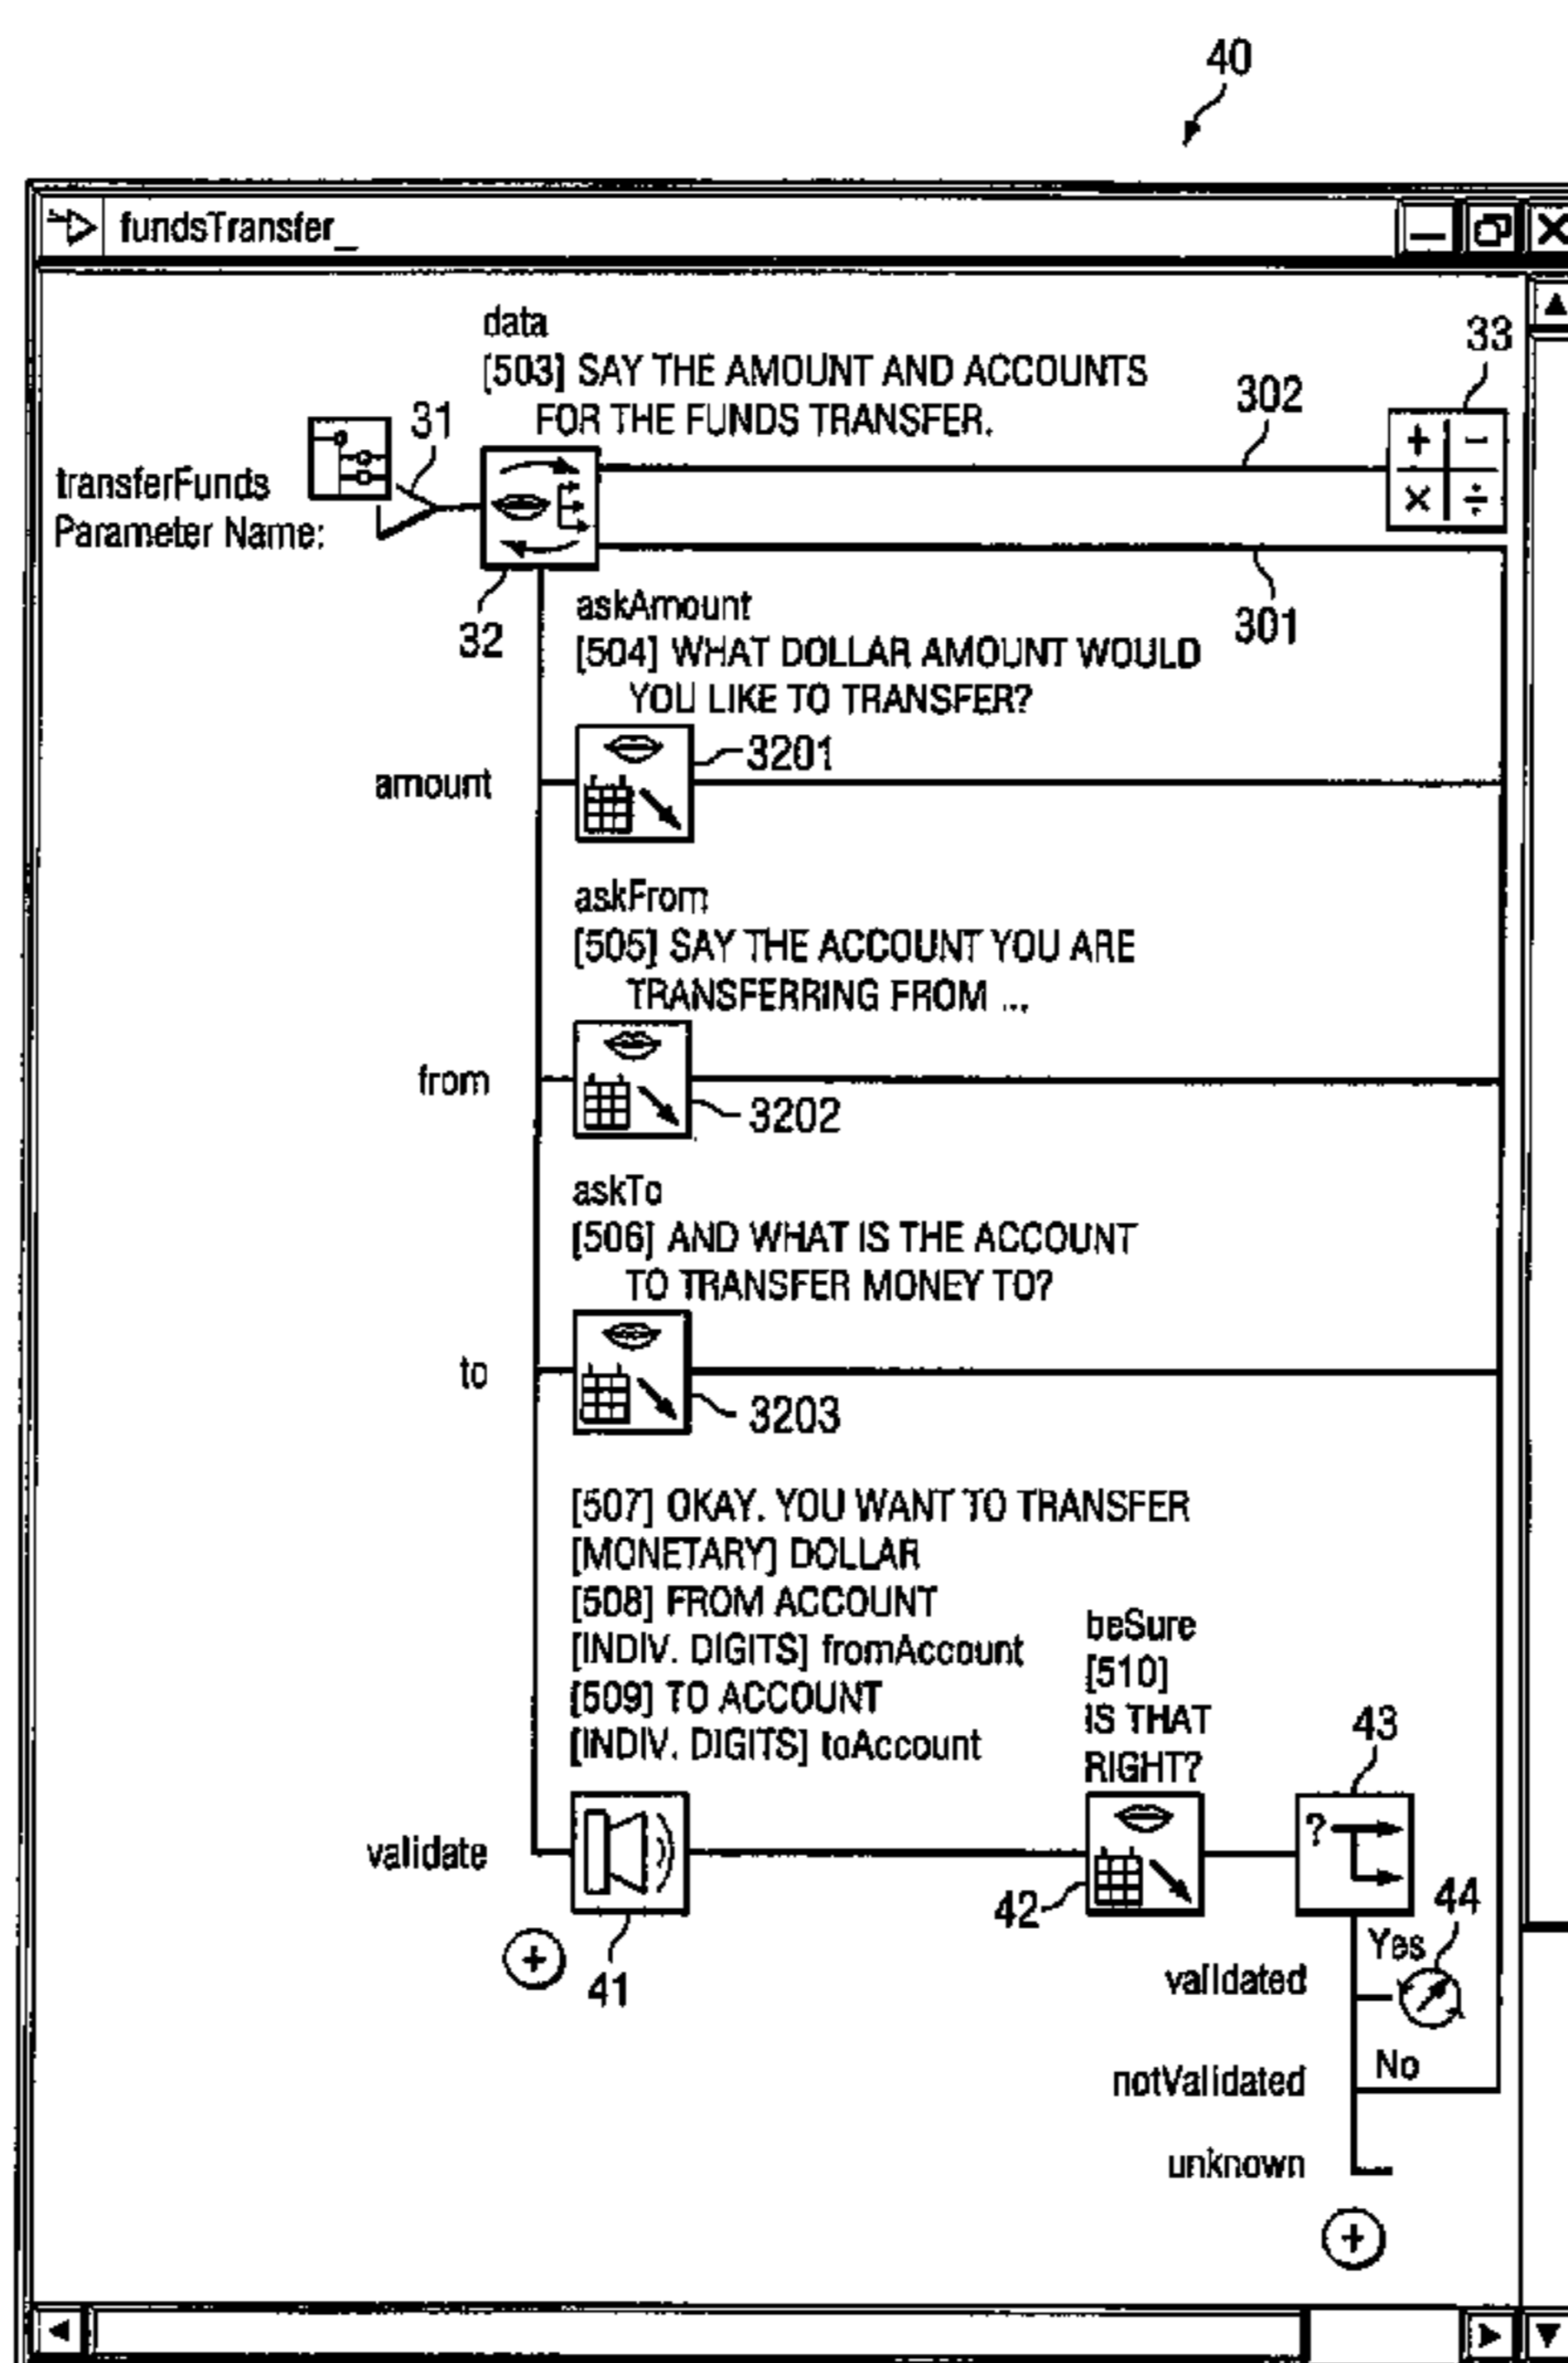 40
fundsTransfer_
data
[503] SAY THE AMOUNT AND ACCOUNTS
FOR THE FUNDS TRANSFER.
33
302
31
transferFunds
Parameter Name:
+ −
× ÷
32
301
askAmount
[504] WHAT DOLLAR AMOUNT WOULD
YOU LIKE TO TRANSFER?
3201
amount
askFrom
[505] SAY THE ACCOUNT YOU ARE
TRANSFERRING FROM ...
from
3202
askTo
[506] AND WHAT IS THE ACCOUNT
TO TRANSFER MONEY TO?
to
3203
[507] OKAY. YOU WANT TO TRANSFER
[MONETARY] DOLLAR
[508] FROM ACCOUNT
[INDIV. DIGITS] fromAccount
[509] TO ACCOUNT
[INDIV. DIGITS] toAccount
beSure
[510]
IS THAT
RIGHT?
43
?
validate
42
44
+
41
Yes
validated
No
notValidated
unknown
+